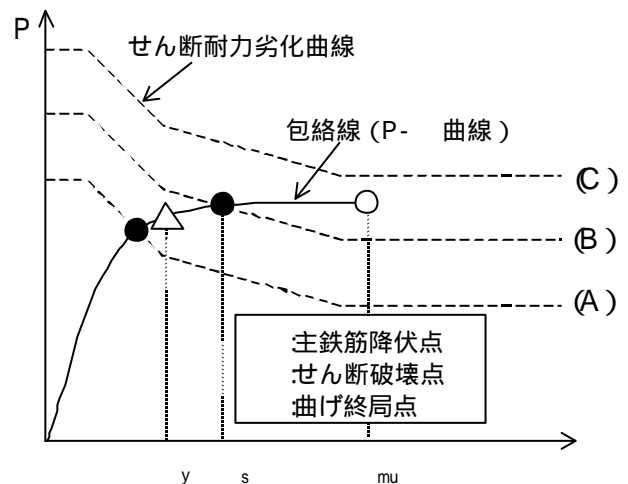 P
せん断耐力劣化曲線
包絡線(P- 曲線)
(C)
(B)
(A)
:主鉄筋降伏点
:せん断破壊点
:曲げ終局点
y s mu